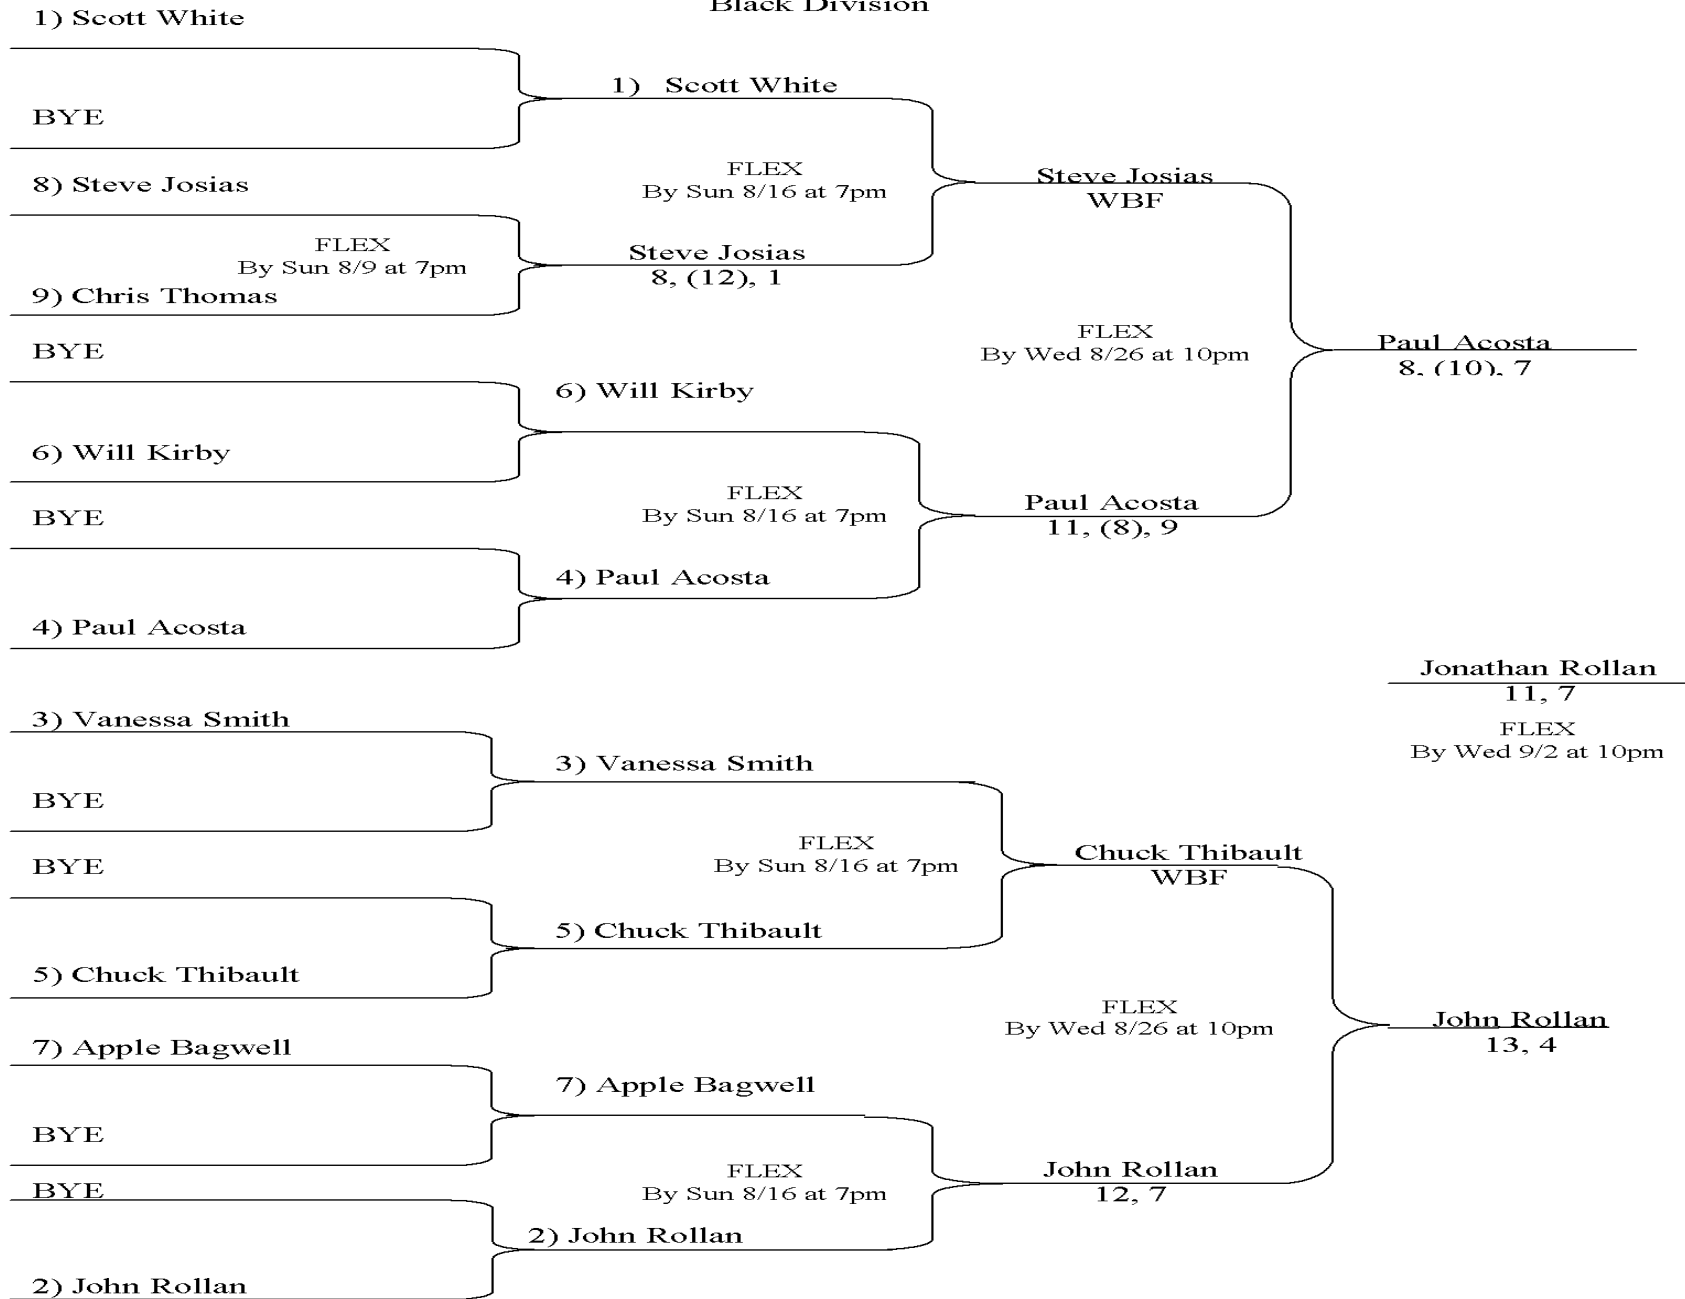 Black Division
1) Scott White
1) Scott White
BYE
FLEX
By Sun 8/16 at 7pm
Steve Josias
WBF
8) Steve Josias
FLEX
By Sun 8/9 at 7pm
Steve Josias
8, (12), 1
9) Chris Thomas
FLEX
By Wed 8/26 at 10pm
Paul Acosta
8, (10), 7
BYE
6) Will Kirby
6) Will Kirby
FLEX
By Sun 8/16 at 7pm
Paul Acosta
11, (8), 9
BYE
4) Paul Acosta
4) Paul Acosta
Jonathan Rollan
11, 7
FLEX
By Wed 9/2 at 10pm
3) Vanessa Smith
3) Vanessa Smith
BYE
FLEX
By Sun 8/16 at 7pm
Chuck Thibault
WBF
BYE
5) Chuck Thibault
5) Chuck Thibault
FLEX
By Wed 8/26 at 10pm
John Rollan
13, 4
7) Apple Bagwell
7) Apple Bagwell
BYE
FLEX
By Sun 8/16 at 7pm
John Rollan
12, 7
BYE
2) John Rollan
2) John Rollan